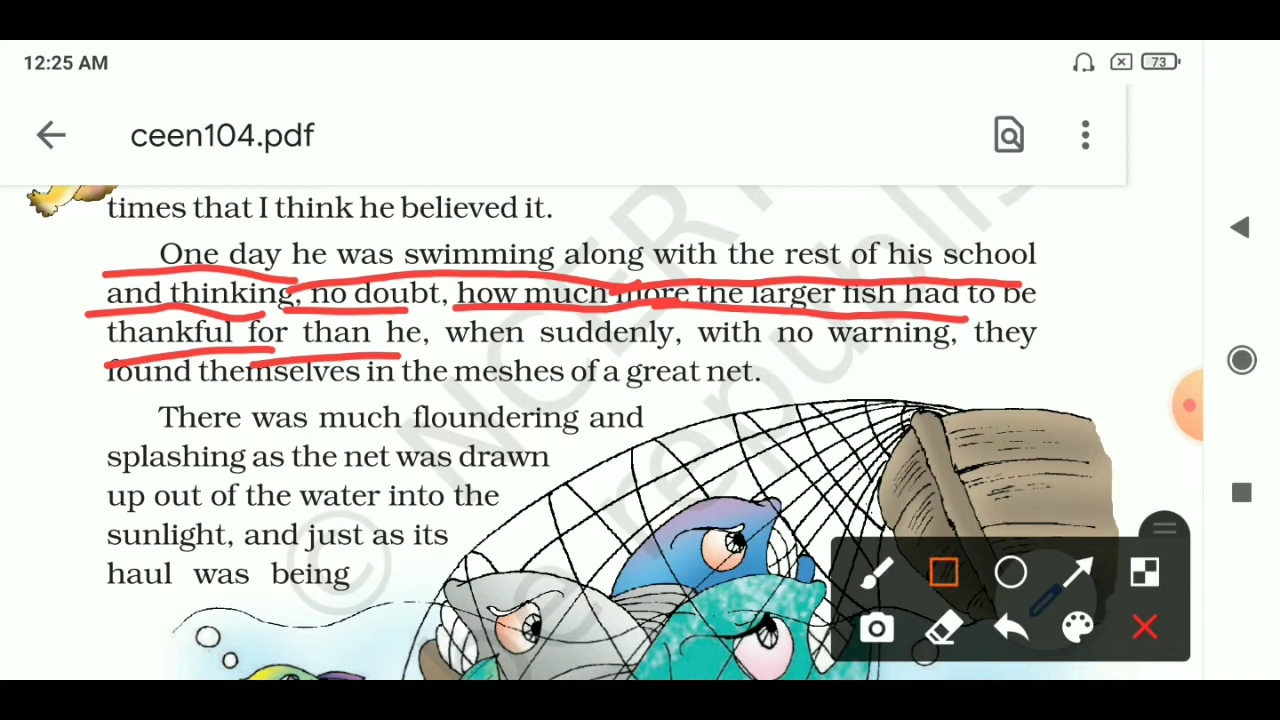 12:25 AM
73
ceen104.pdf
times that I think he believed it.
One day he was swimming along with the rest of his school
and thinking, no doubt, how much more the larger fish had to be
thankful for than he, when suddenly, with no warning, they
found themselves in the meshes of a great net.
There was much floundering and
splashing as the net was drawn
up out of the water into the
sunlight, and just as its
haul was being